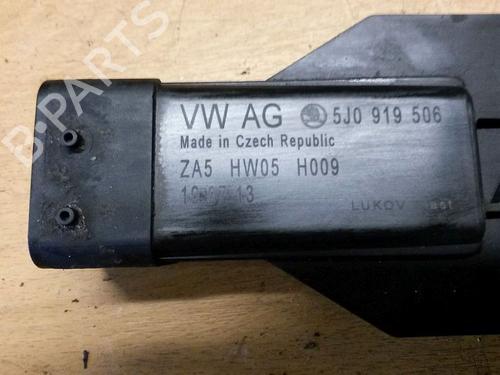 B-PARTS
VW AG 5J0 919 506
Made in Czech Republic
ZA5 HW05 H009
LUKOV